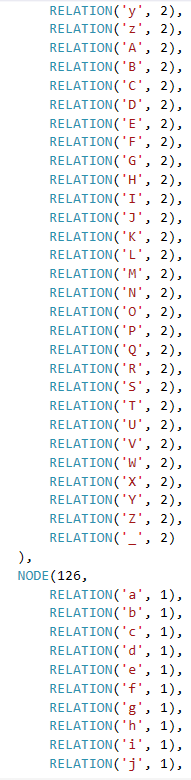 RELATION('y', 2),
RELATION('z', 2),
RELATION('A', 2),
RELATION('B', 2),
RELATION('C', 2),
RELATION('D', 2),
RELATION('E', 2),
RELATION('F', 2),
RELATION('G', 2),
RELATION('H', 2),
RELATION('I', 2),
RELATION('J', 2),
RELATION('K', 2),
RELATION('L', 2),
RELATION('M', 2),
RELATION('N', 2),
RELATION('O', 2),
RELATION('P', 2),
RELATION('Q', 2),
RELATION('R', 2),
RELATION('S', 2),
RELATION('T', 2),
RELATION('U', 2),
RELATION('V', 2),
RELATION('W', 2),
RELATION('X', 2),
RELATION('Y', 2),
RELATION('Z', 2),
RELATION('_', 2)
),
NODE(126,
RELATION('a', 1),
RELATION('b', 1),
RELATION('c', 1),
RELATION('d', 1),
RELATION('e', 1),
RELATION('f', 1),
RELATION('g', 1),
RELATION('h', 1),
RELATION('i', 1),
RELATION('j', 1),